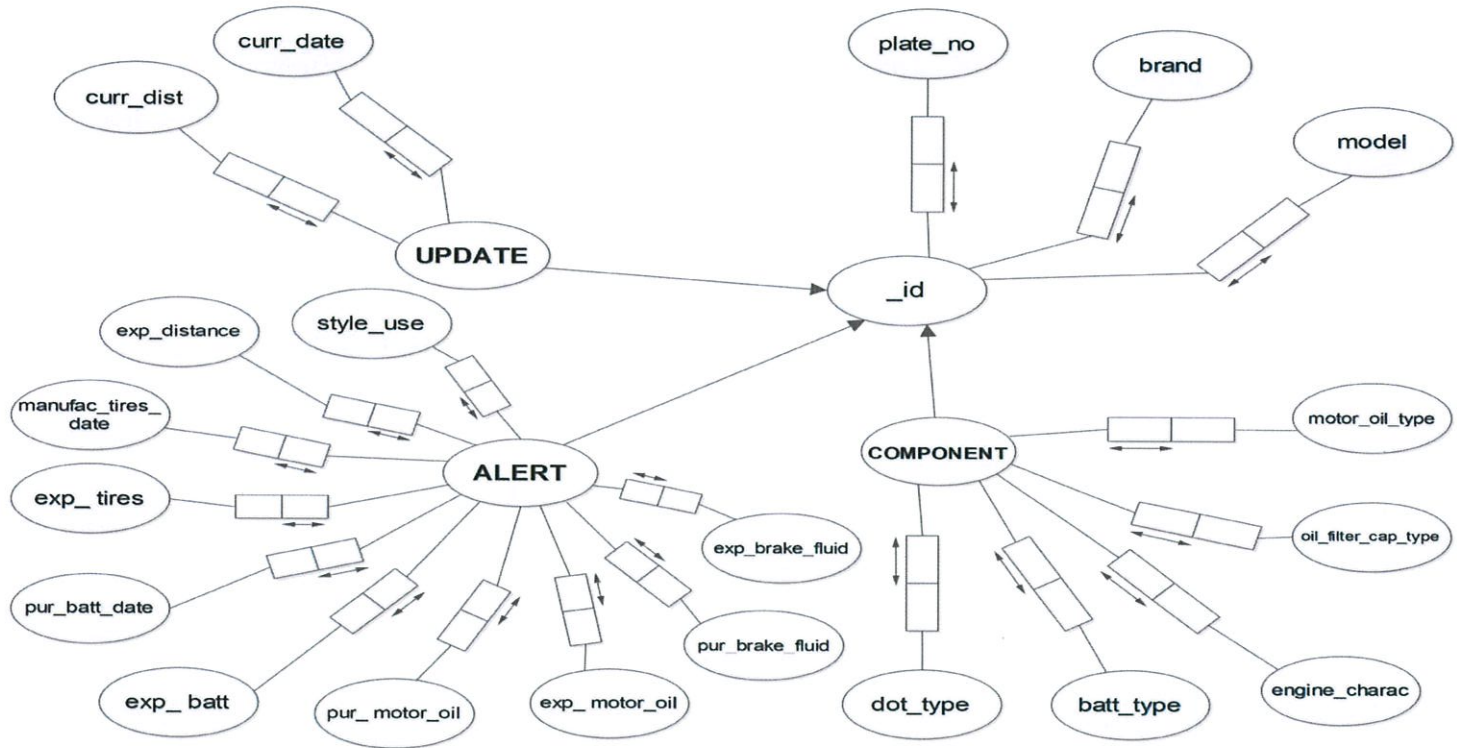 curr_date
curr_dist
plate_no
brand
model
UPDATE
_id
style_use
exp_distance
manufac_tires_
date
exp_ tires
ALERT
COMPONENT
motor_oil_type
oil_filter_cap_type
exp_brake_fluid
pur_batt_date
pur_brake_fluid
exp_ batt
pur_ motor_oil
exp_ motor_oil
dot_type
batt_type
engine_charac